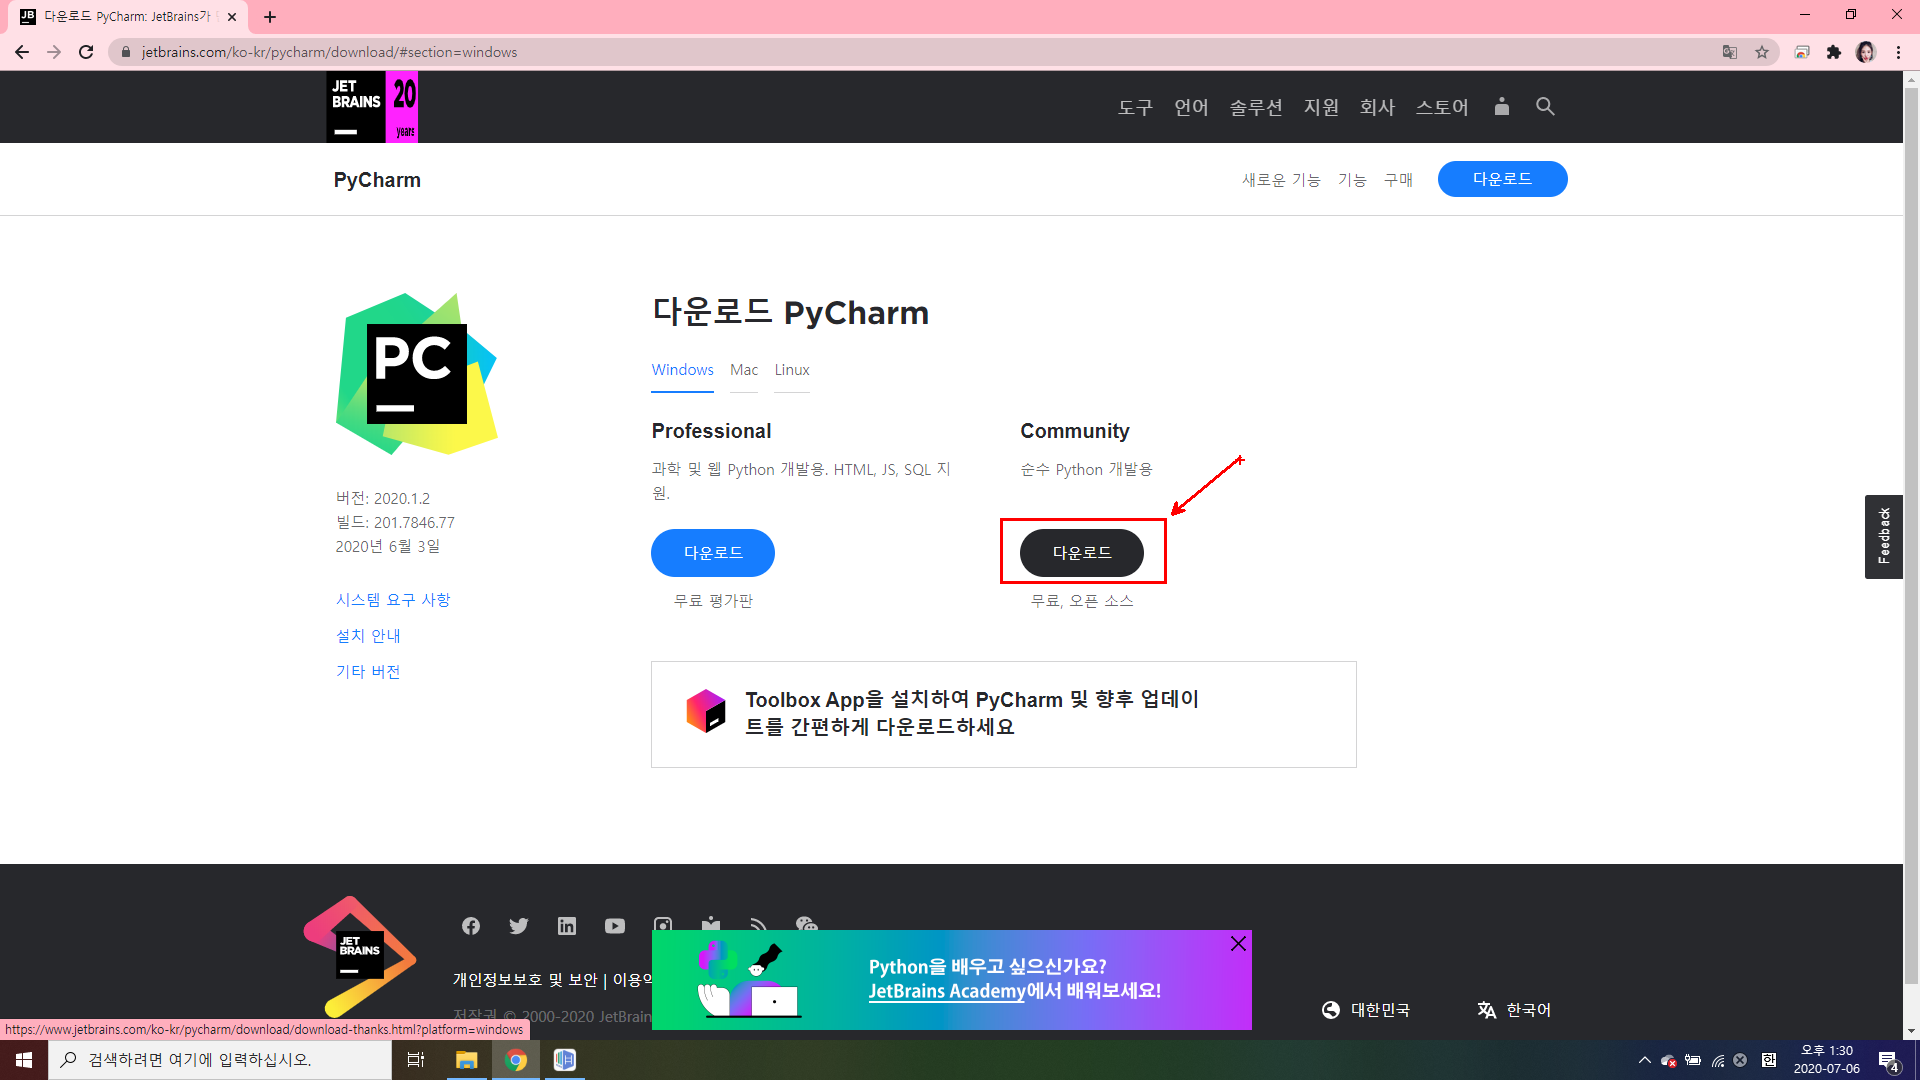 다운로드 PyCharm: JetBrains가
jetbrains.com/ko-kr/pycharm/download/#section=windows
JET
BRAINS
20
years
도구 언어 솔루션 지원 회사 스토어
PyCharm
새로운 기능 기능 구매 다운로드
PC
버전: 2020.1.2
빌드: 201.7846.77
2020년 6월 3일
시스템 요구 사항
설치 안내
기타 버전
다운로드 PyCharm
Windows Mac Linux
Professional
과학 및 웹 Python 개발용. HTML, JS, SQL 지
원.
다운로드
무료 평가판
Community
순수 Python 개발용
다운로드
무료, 오픈 소스
Toolbox App을 설치하여 PyCharm 및 향후 업데이
트를 간편하게 다운로드하세요
Feedback
JET
BRAINS
개인정보보호 및 보안 | 이용약
저작권 © 2000-2020 JetBrain
Python을 배우고 싶으신가요?
JetBrains Academy에서 배워보세요!
대한민국
한국어
https://www.jetbrains.com/ko-kr/pycharm/download/download-thanks.html?platform=windows
검색하려면 여기에 입력하십시오.
한
오후 1:30
2020-07-06
4